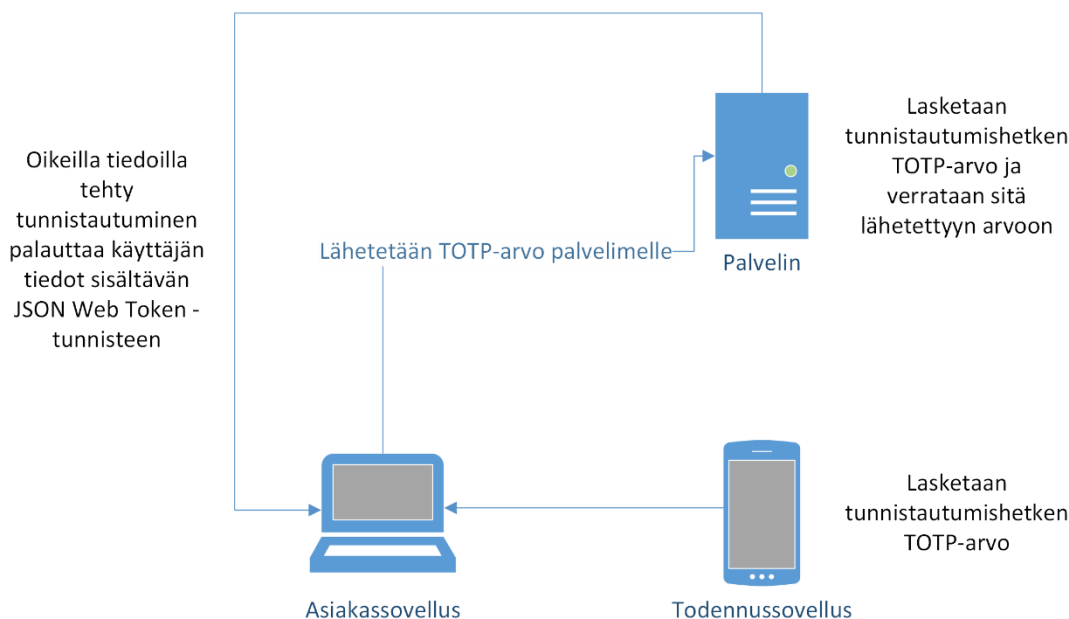 Oikeilla tiedoilla
tehty
tunnistautuminen
palauttaa käyttäjän
tiedot sisältävän
JSON Web Token -
tunnisteen
Lähetetään TOTP-arvo palvelimelle
Palvelin
Lasketaan
tunnistautumishetken
TOTP-arvo ja
verrataan sitä
lähetettyyn arvoon
Asiakassovellus
Todennussovellus
Lasketaan
tunnistautumishetken
TOTP-arvo